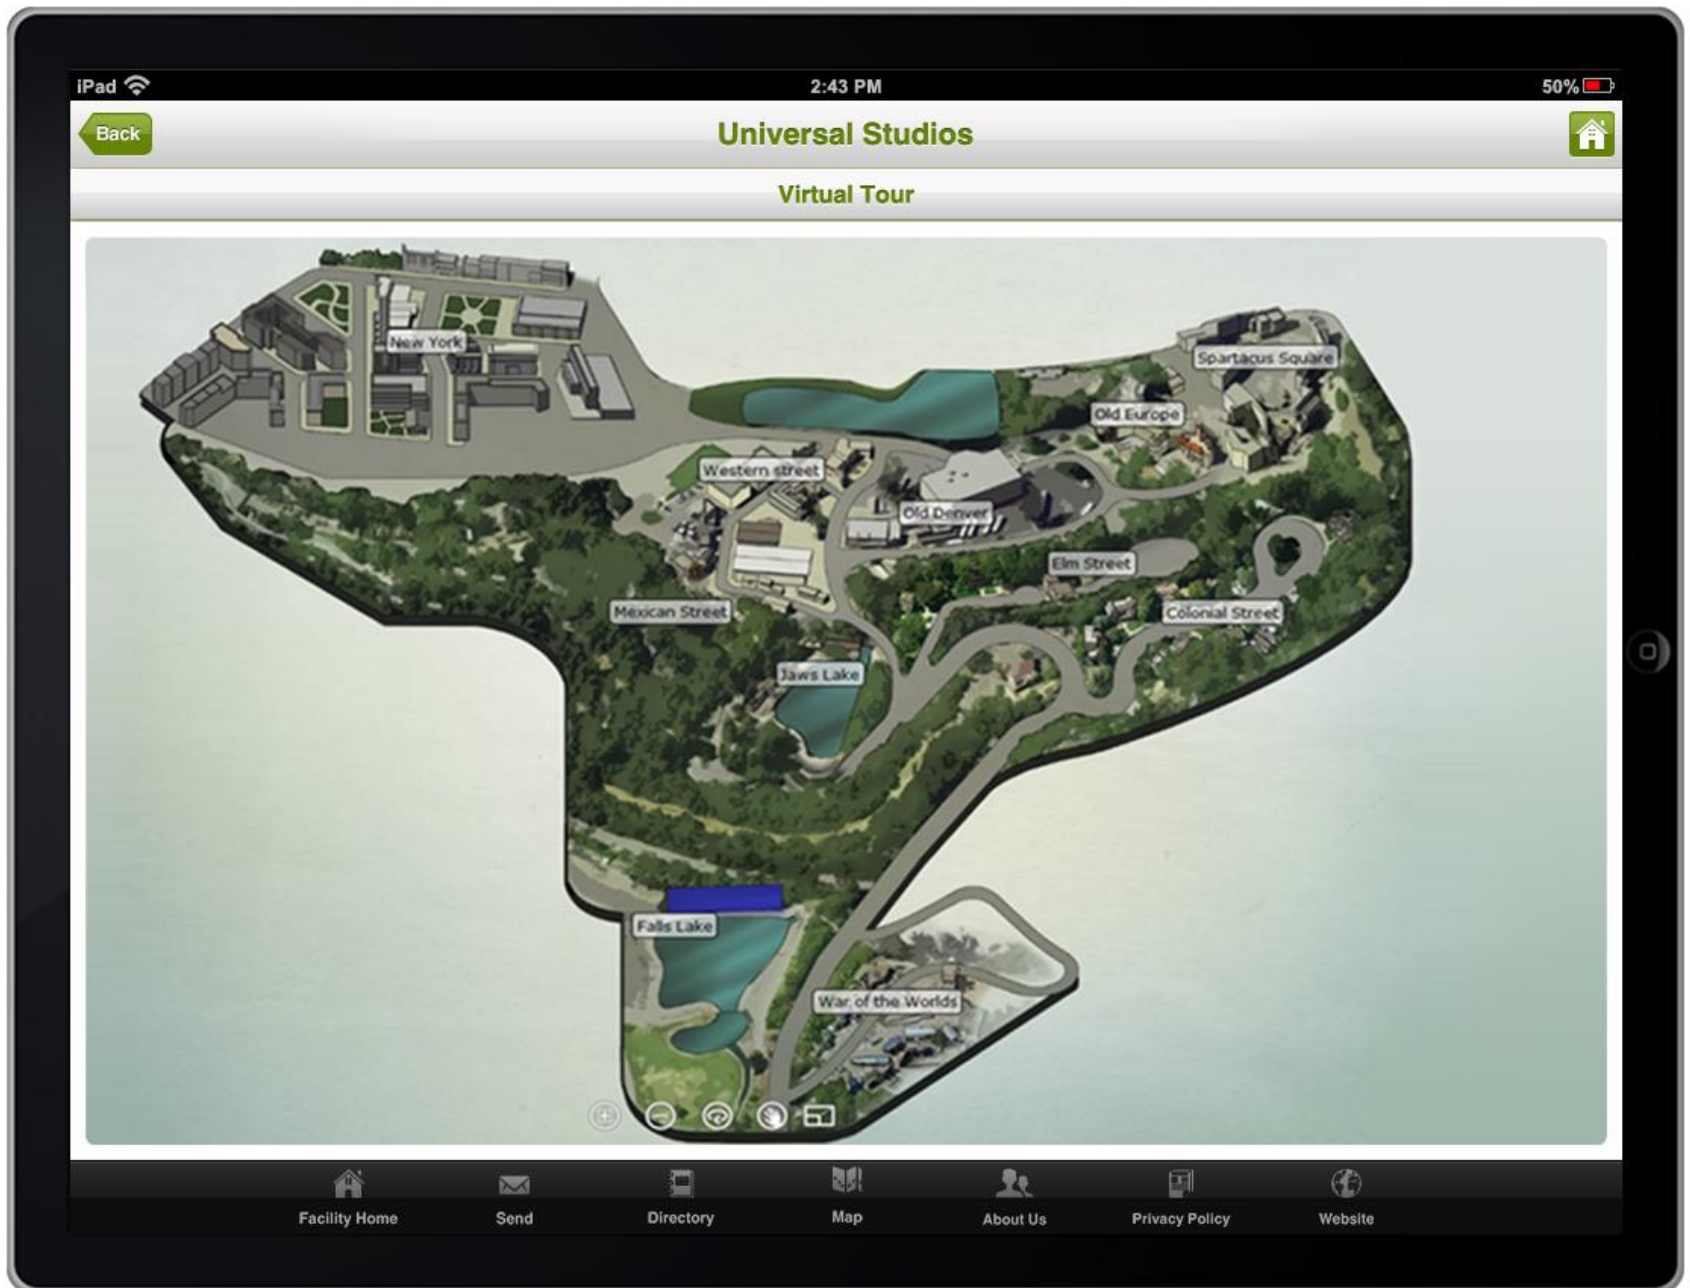 iPad
2:43 PM
50%
Back
Universal Studios
Virtual Tour
New York
Spartacus Square
Old Europe
Western street
Old Denver
Elm Street
Mexican Street
Colonial Street
Jaws Lake
Falls Lake
War of the Worlds
Facility Home
Send
Directory
Map
About Us
Privacy Policy
Website